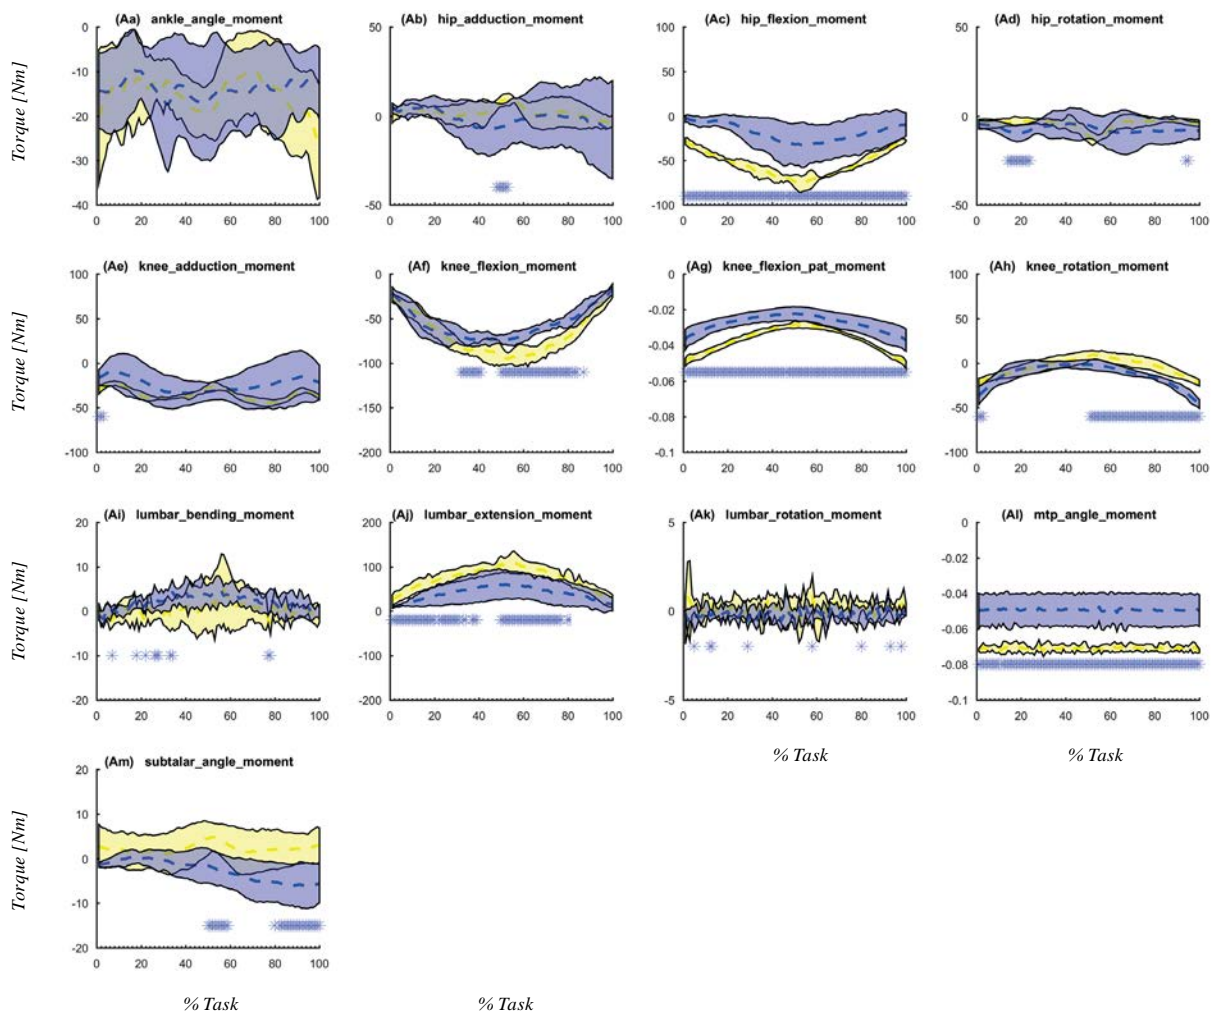 (Aa) ankle_angle_moment
(Ab) hip_adduction_moment
(Ac) hip_flexion_moment
(Ad) hip_rotation_moment
Torque [Nm]
0
-10
-20
-30
-40
0 20 40 60 80 100
50
0
-50
0 20 40 60 80 100
100
50
0
-50
-100
0 20 40 60 80 100
50
0
-50
0 20 40 60 80 100
(Ae) knee_adduction_moment
(Af) knee_flexion_moment
(Ag) knee_flexion_pat_moment
(Ah) knee_rotation_moment
Torque [Nm]
100
50
0
-50
-100
0 20 40 60 80 100
0
-50
-100
-150
-200
0 20 40 60 80 100
0
-0.02
-0.04
-0.06
-0.08
-0.1
0 20 40 60 80 100
100
50
0
-50
-100
0 20 40 60 80 100
(Ai) lumbar_bending_moment
(Aj) lumbar_extension_moment
(Ak) lumbar_rotation_moment
(Al) mtp_angle_moment
Torque [Nm]
20
10
0
-10
-20
0 20 40 60 80 100
200
100
0
-100
-200
0 20 40 60 80 100
5
0
-5
0 20 40 60 80 100
0
-0.02
-0.04
-0.06
-0.08
-0.1
0 20 40 60 80 100
% Task
% Task
(Am) subtalar_angle_moment
Torque [Nm]
20
10
0
-10
-20
0 20 40 60 80 100
% Task
% Task